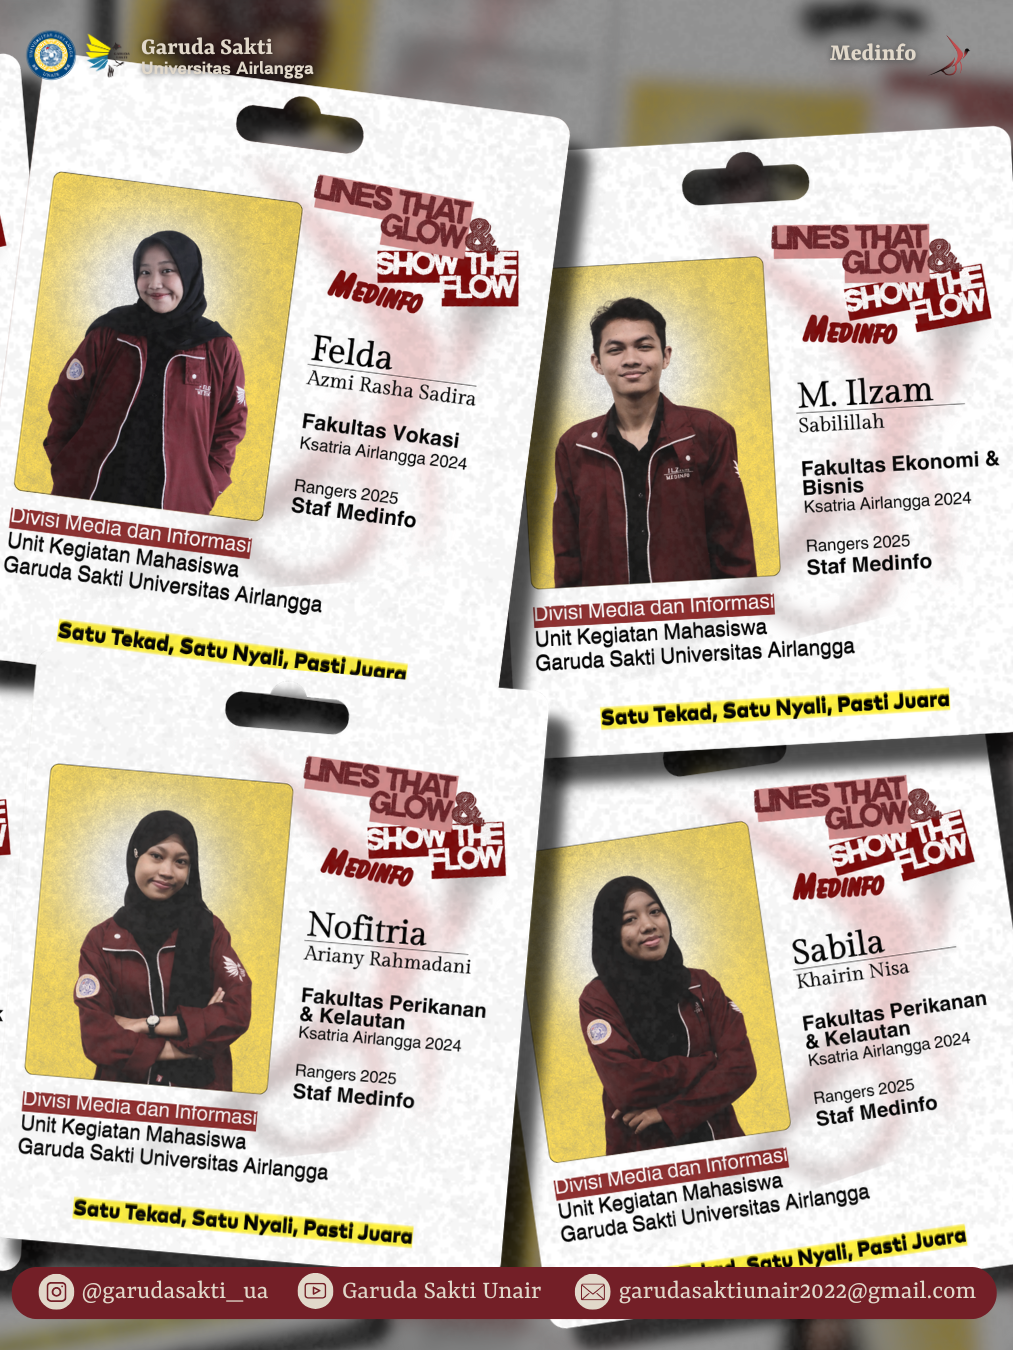 Garuda Sakti
Universitas Airlangga
Medinfo
LINES THAT
GLOW &
SHOW THE
FLOW
MEDINFO
Felda
Azmi Rasha Sadira
Fakultas Vokasi
Ksatria Airlangga 2024
Rangers 2025
Staf Medinfo
Divisi Media dan Informasi
Unit Kegiatan Mahasiswa
Garuda Sakti Universitas Airlangga
Satu Tekad, Satu Nyali, Pasti Juara
LINES THAT
GLOW &
SHOW THE
FLOW
MEDINFO
M. Ilzam
Sabilillah
Fakultas Ekonomi &
Bisnis
Ksatria Airlangga 2024
Rangers 2025
Staf Medinfo
Divisi Media dan Informasi
Unit Kegiatan Mahasiswa
Garuda Sakti Universitas Airlangga
Satu Tekad, Satu Nyali, Pasti Juara
LINES THAT
GLOW &
SHOW THE
FLOW
MEDINFO
Nofitria
Ariany Rahmadani
Fakultas Perikanan
& Kelautan
Ksatria Airlangga 2024
Rangers 2025
Staf Medinfo
Divisi Media dan Informasi
Unit Kegiatan Mahasiswa
Garuda Sakti Universitas Airlangga
Satu Tekad, Satu Nyali, Pasti Juara
LINES THAT
GLOW &
SHOW THE
FLOW
MEDINFO
Sabila
Khairin Nisa
Fakultas Perikanan
& Kelautan
Ksatria Airlangga 2024
Rangers 2025
Staf Medinfo
Divisi Media dan Informasi
Unit Kegiatan Mahasiswa
Garuda Sakti Universitas Airlangga
Satu Nyali, Pasti Juara
@garudasakti_ua
Garuda Sakti Unair
garudasaktiunair2022@gmail.com